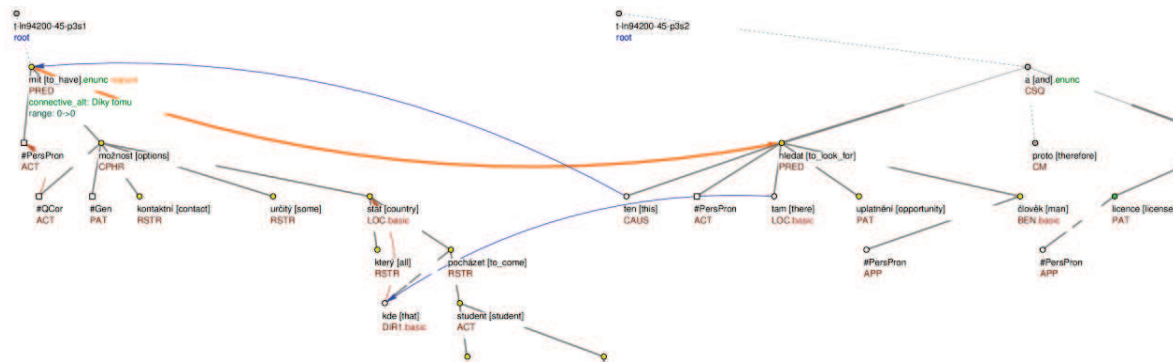 t-ln94200-45-p3s1
root
t-ln94200-45-p3s2
root
mít [to_have].enunc reason
PRED
connective_alt: Díky tomu
range: 0->0
a [and].enunc
CSQ
#PersPron
ACT
možnost [options]
CPHR
hledat [to_look_for]
PRED
proto [therefore]
CM
#QCor
ACT
#Gen
PAT
kontaktní [contact]
RSTR
určitý [some]
RSTR
stát [country]
LOC.basic
ten [this]
CAUS
#PersPron
ACT
tam [there]
LOC.basic
uplatnění [opportunity]
PAT
člověk [man]
BEN.basic
licence [license
PAT
který [all]
RSTR
pocházet [to_come]
RSTR
#PersPron
APP
#PersPron
APP
kde [that]
DIR1.basic
student [student]
ACT